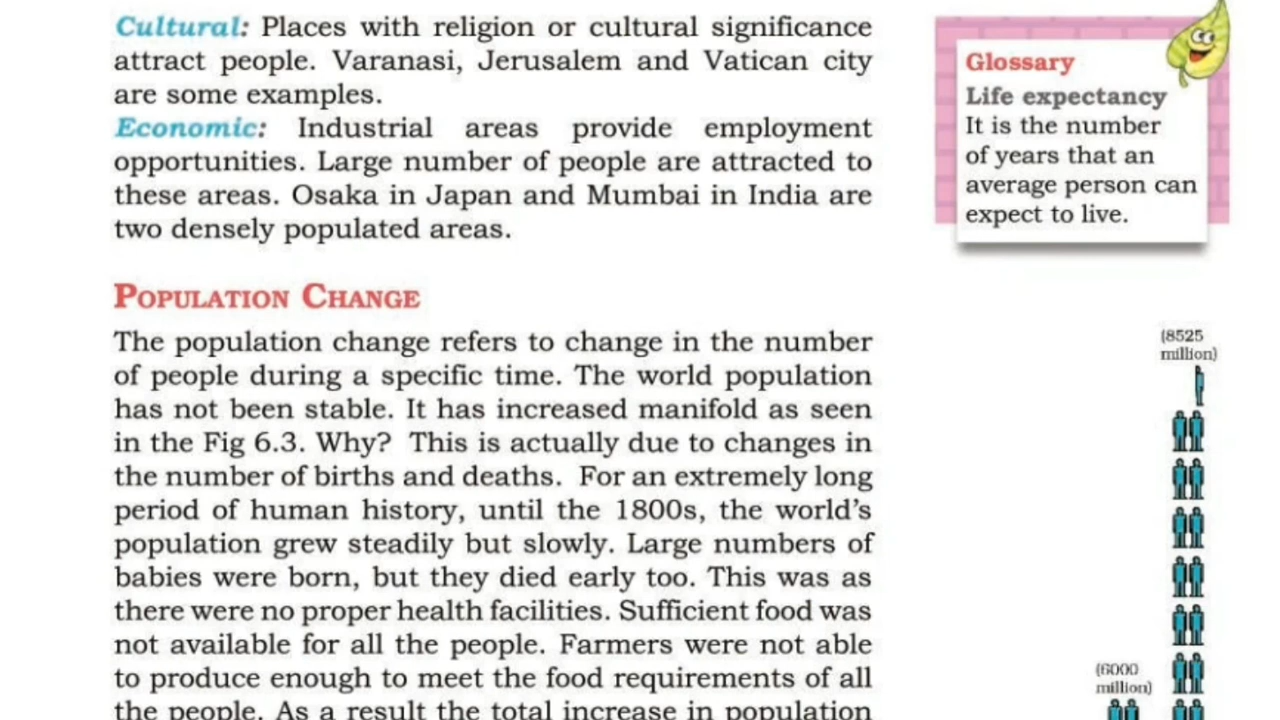 Cultural: Places with religion or cultural significance
attract people. Varanasi, Jerusalem and Vatican city
are some examples.
Economic: Industrial areas provide employment
opportunities. Large number of people are attracted to
these areas. Osaka in Japan and Mumbai in India are
two densely populated areas.
POPULATION CHANGE
The population change refers to change in the number
of people during a specific time. The world population
has not been stable. It has increased manifold as seen
in the Fig 6.3. Why? This is actually due to changes in
the number of births and deaths. For an extremely long
period of human history, until the 1800s, the world's
population grew steadily but slowly. Large numbers of
babies were born, but they died early too. This was as
there were no proper health facilities. Sufficient food was
not available for all the people. Farmers were not able
to produce enough to meet the food requirements of all
the people. As a result the total increase in population
Glossary
Life expectancy
It is the number
of years that an
average person can
expect to live.
(8525
million)
(6000
million)